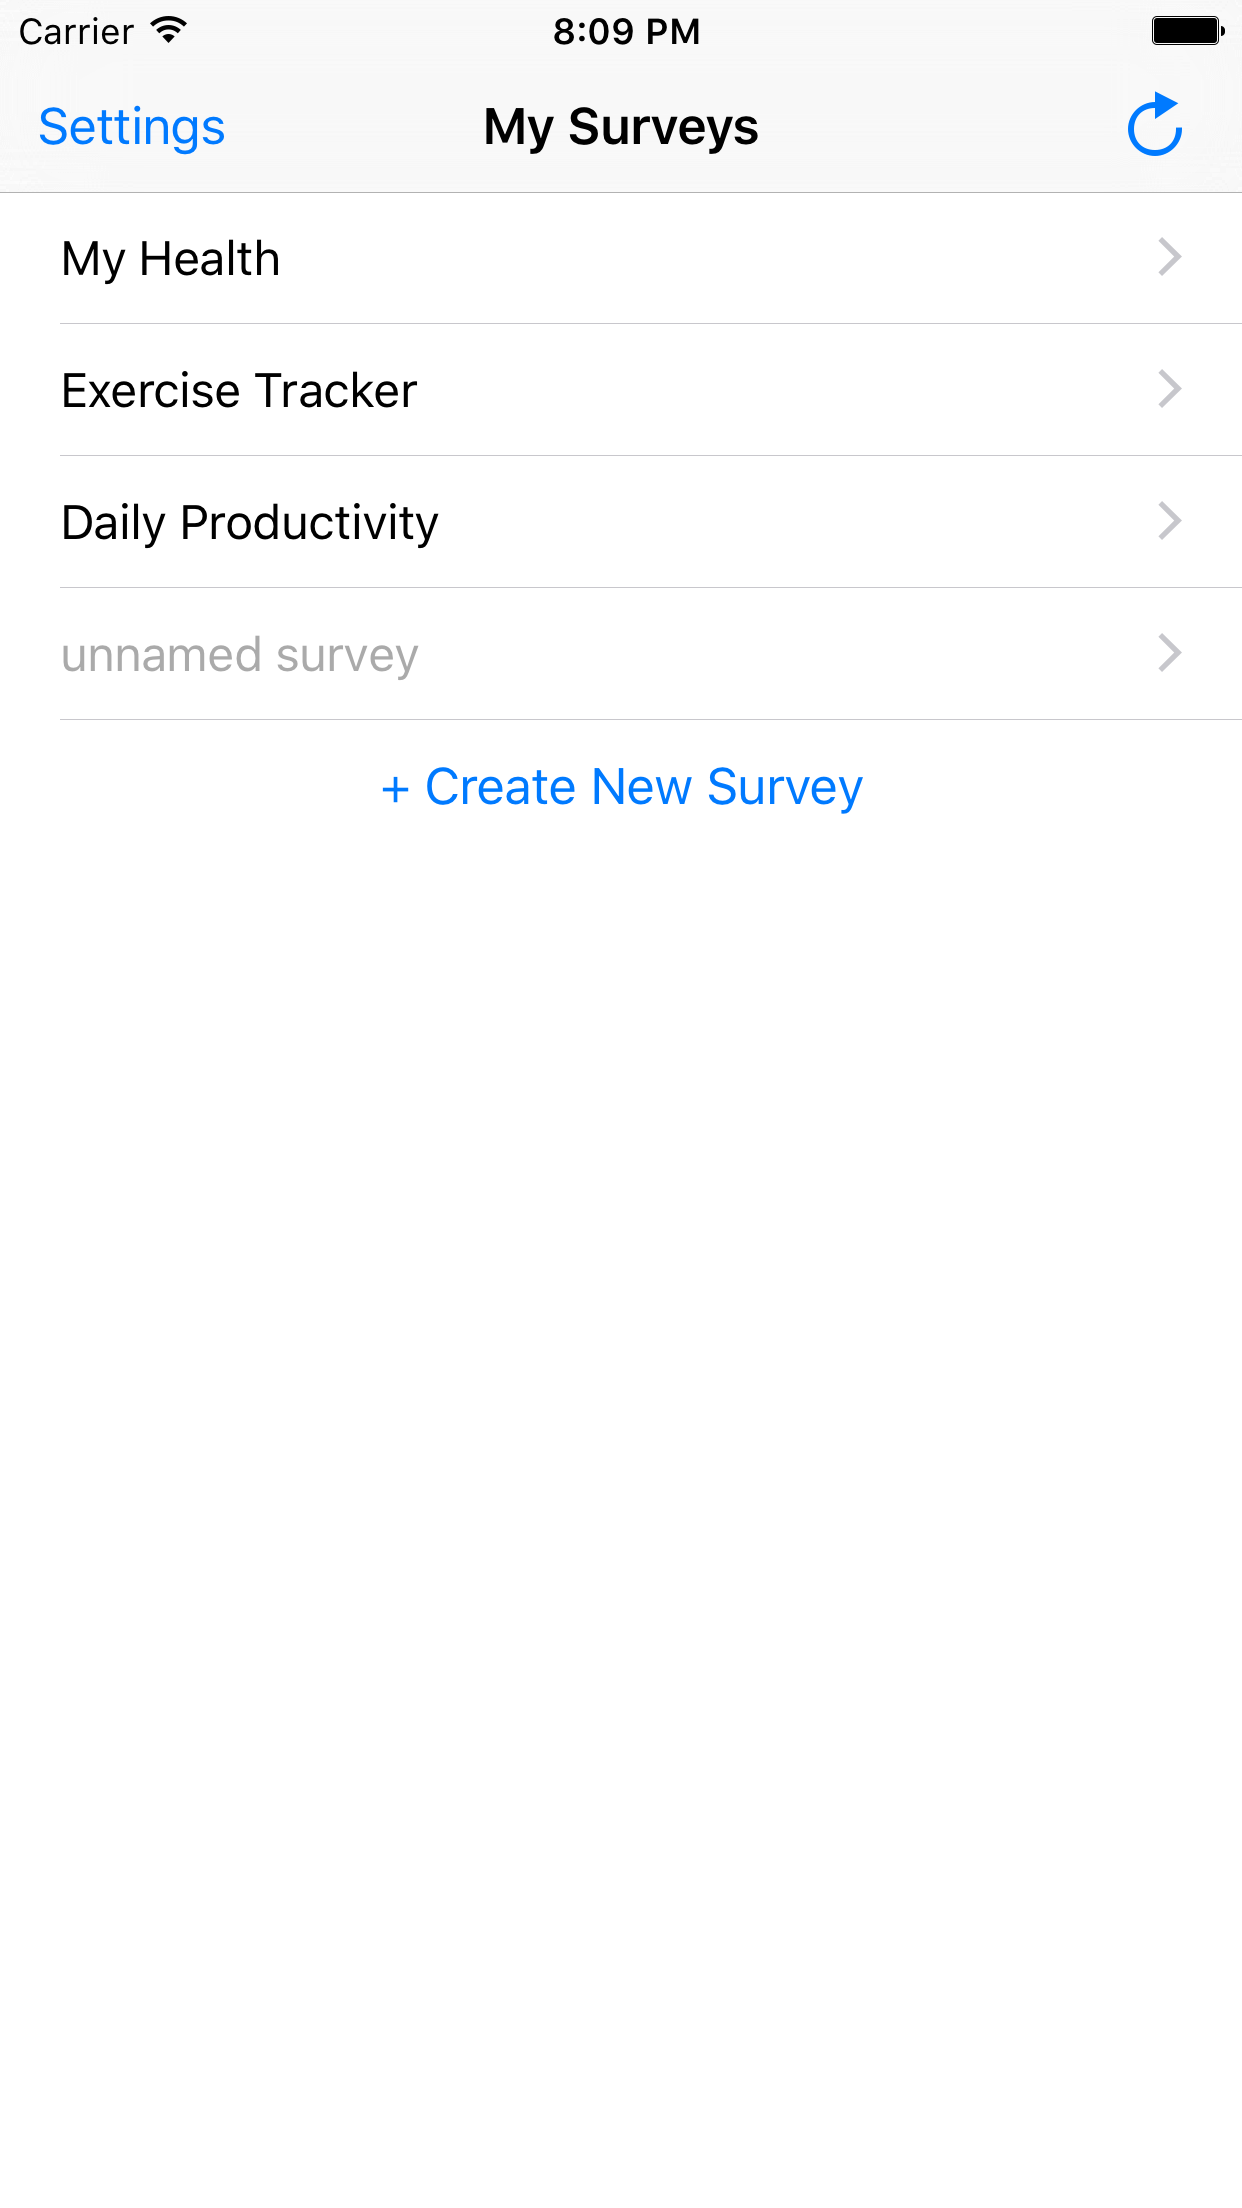 Carrier 8:09 PM
Settings My Surveys
My Health
Exercise Tracker
Daily Productivity
unnamed survey
+ Create New Survey